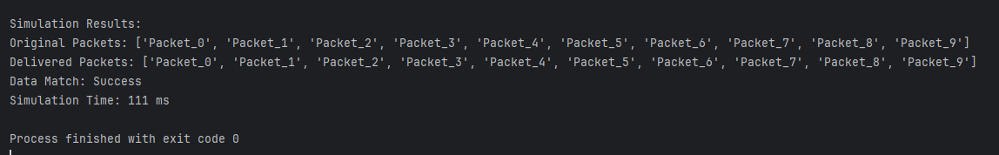 Simulation Results:
Original Packets: ['Packet_0', 'Packet_1', 'Packet_2', 'Packet_3', 'Packet_4', 'Packet_5', 'Packet_6', 'Packet_7', 'Packet_8', 'Packet_9']
Delivered Packets: ['Packet_0', 'Packet_1', 'Packet_2', 'Packet_3', 'Packet_4', 'Packet_5', 'Packet_6', 'Packet_7', 'Packet_8', 'Packet_9']
Data Match: Success
Simulation Time: 111 ms
Process finished with exit code 0